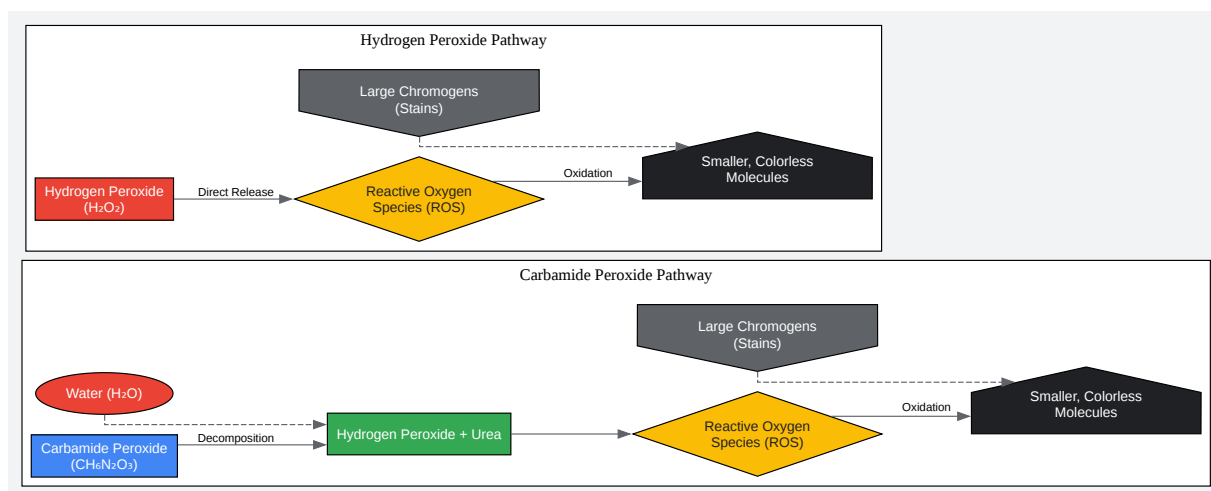 Hydrogen Peroxide Pathway
Large Chromogens
(Stains)
Smaller, Colorless
Molecules
Oxidation
Hydrogen Peroxide
(H₂O₂)
Direct Release
Reactive Oxygen
Species (ROS)
Carbamide Peroxide Pathway
Large Chromogens
(Stains)
Water (H₂O)
Smaller, Colorless
Molecules
Oxidation
Carbamide Peroxide
(CH₆N₂O₃)
Decomposition
Hydrogen Peroxide + Urea
Reactive Oxygen
Species (ROS)